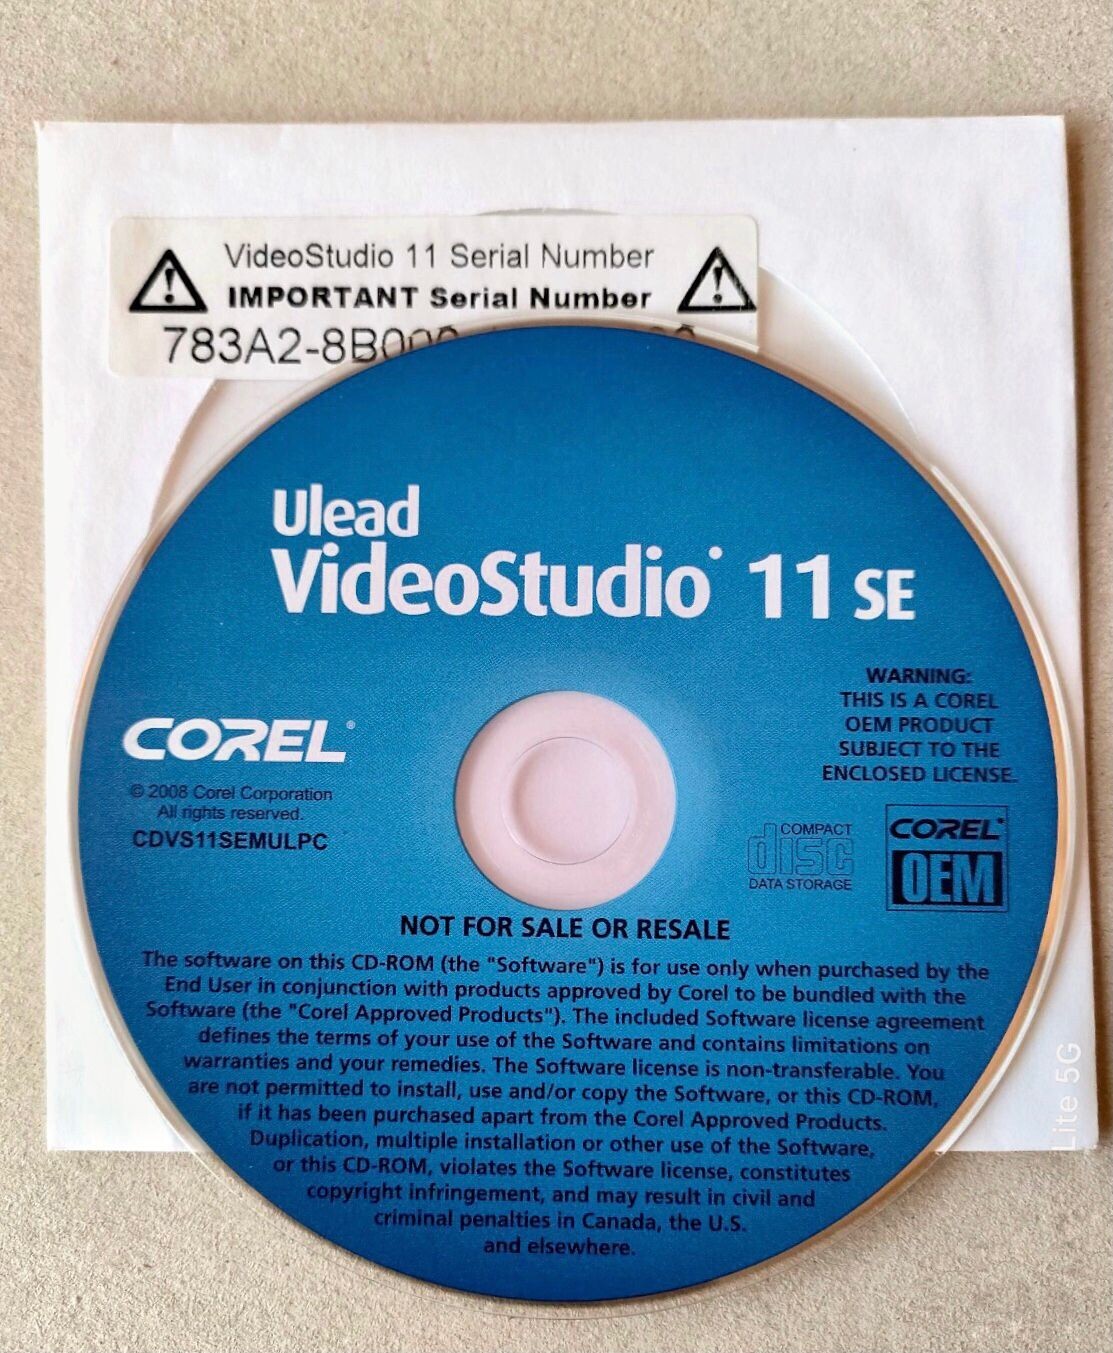 VideoStudio 11 Serial Number
IMPORTANT Serial Number
783A2-8B000
Ulead
VideoStudio 11 SE
WARNING:
THIS IS A COREL
OEM PRODUCT
SUBJECT TO THE
ENCLOSED LICENSE.
COREL®
© 2008 Corel Corporation
All rights reserved.
CDVS11SEMULPC
COMPACT
disc
DATA STORAGE
COREL
OEM
NOT FOR SALE OR RESALE
The software on this CD-ROM (the "Software") is for use only when purchased by the
End User in conjunction with products approved by Corel to be bundled with the
Software (the "Corel Approved Products"). The included Software license agreement
defines the terms of your use of the Software and contains limitations on
warranties and your remedies. The Software license is non-transferable. You
are not permitted to install, use and/or copy the Software, or this CD-ROM,
if it has been purchased apart from the Corel Approved Products.
Duplication, multiple installation or other use of the Software,
or this CD-ROM, violates the Software license, constitutes
copyright infringement, and may result in civil and
criminal penalties in Canada, the U.S.
and elsewhere.
Lite 5G